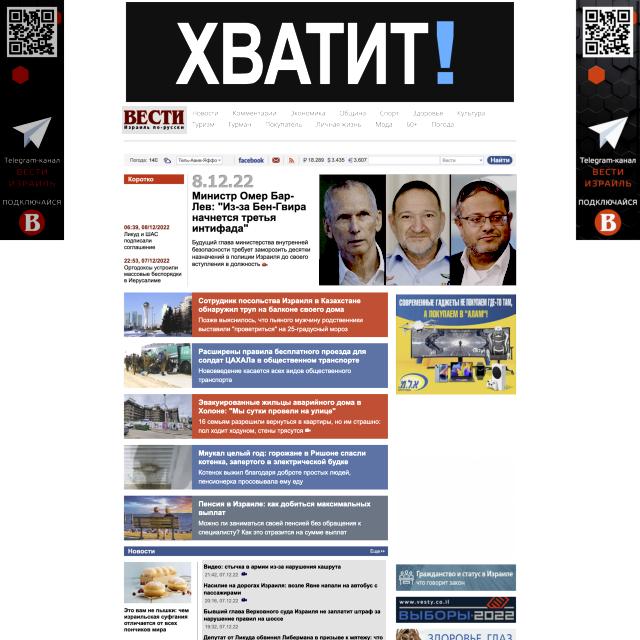 ХВАТИТ!
Telegram-канал
ВЕСТИ
ИЗРАИЛЬ
ПОДКЛЮЧАЙСЯ
В
Telegram-канал
ВЕСТИ
ИЗРАИЛЬ
ПОДКЛЮЧАЙСЯ
В
ВЕСТИ
Израиль по-русски
Новости Комментарии Экономика Община Спорт Здоровье Культура
Туризм Гурман Покупатель Личная жизнь Мода 60+ Погода
Погода: 14C Тель-Авив-Яффо facebook ₽ 18.289 $ 3.435 € 3.607 Вести Найти
Коротко
06:39, 08/12/2022
Ликуд и ШАС
подписали
соглашение
22:53, 07/12/2022
Ортодоксы устроили
массовые беспорядки
в Иерусалиме
8.12.22
Министр Омер Бар-
Лев: "Из-за Бен-Гвира
начнется третья
интифада"
Будущий глава министерства внутренней
безопасности требует заморозить десятки
назначений в полиции Израиля до своего
вступления в должность
Сотрудники посольства Израиля в Казахстане
обнаружили труп на балконе своего дома
Позже выяснилось, что пьяного мужчину родственники
выставили "проветриться" на 25-градусный мороз
Расширены правила бесплатного проезда для
солдат ЦАХАЛа в общественном транспорте
Нововведение касается всех видов общественного
транспорта
Эвакуированные жильцы аварийного дома в
Холоне: "Мы сутки провели на улице"
16 семьям разрешили вернуться в квартиры, но им страшно:
пол ходит ходуном, стены трясутся
Мяукал целый год: горожане в Ришоне спасли
котенка, запертого в электрической будке
Котенок выжил благодаря доброте простых людей,
пенсионерка просовывала ему еду
Пенсия в Израиле: как добиться максимальных
выплат
Можно ли заниматься своей пенсией без обращения к
специалисту? Как это отразится на сумме выплат
СОВРЕМЕННЫЕ ГАДЖЕТЫ НЕ ПОКУПАЕМ ГДЕ-ТО ТАМ,
А ПОКУПАЕМ В "АЛАМ"!
א.ל.מ
Новости Еще
Это вам не пышки: чем
израильская суфгания
отличается от всех
пончиков мира
Видео: стычка в армии из-за нарушения кашрута
21:42, 07.12.22
Насилие на дорогах Израиля: возле Явне напали на автобус с
пассажирами
20:16, 07.12.22
Бывший глава Верховного суда Израиля не заплатит штраф за
нарушение правил на шоссе
19:32, 07.12.22
Депутат от Ликуда обвинил Либермана в призыве к мятежу: что
Гражданство и статус в Израиле
что говорит закон
www.vesty.co.il
ВЫБОРЫ-2022
ЗДОРОВЬЕ ГЛАЗ